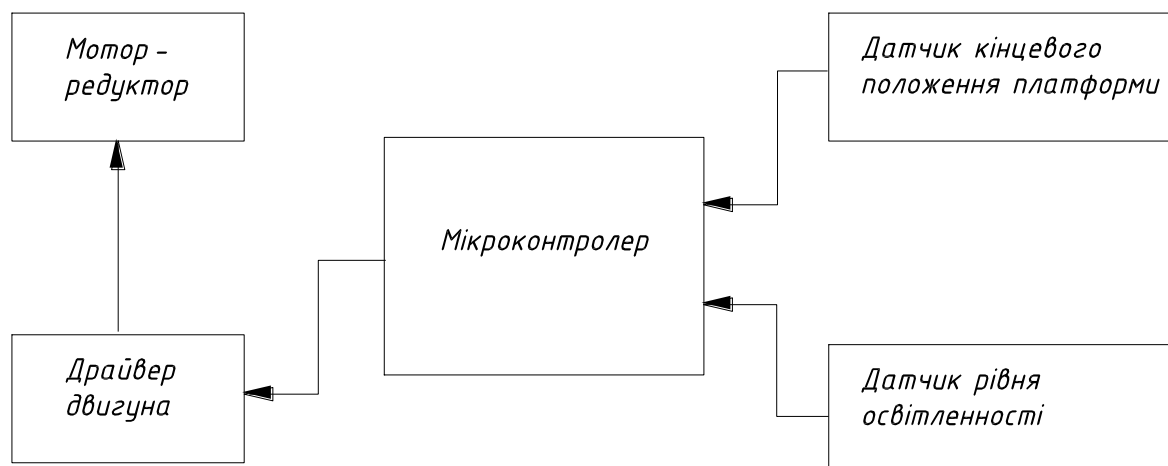 Мотор -
редуктор
Датчик кінцевого
положення платформи
Мікроконтролер
Драйвер
двигуна
Датчик рівня
освітленності